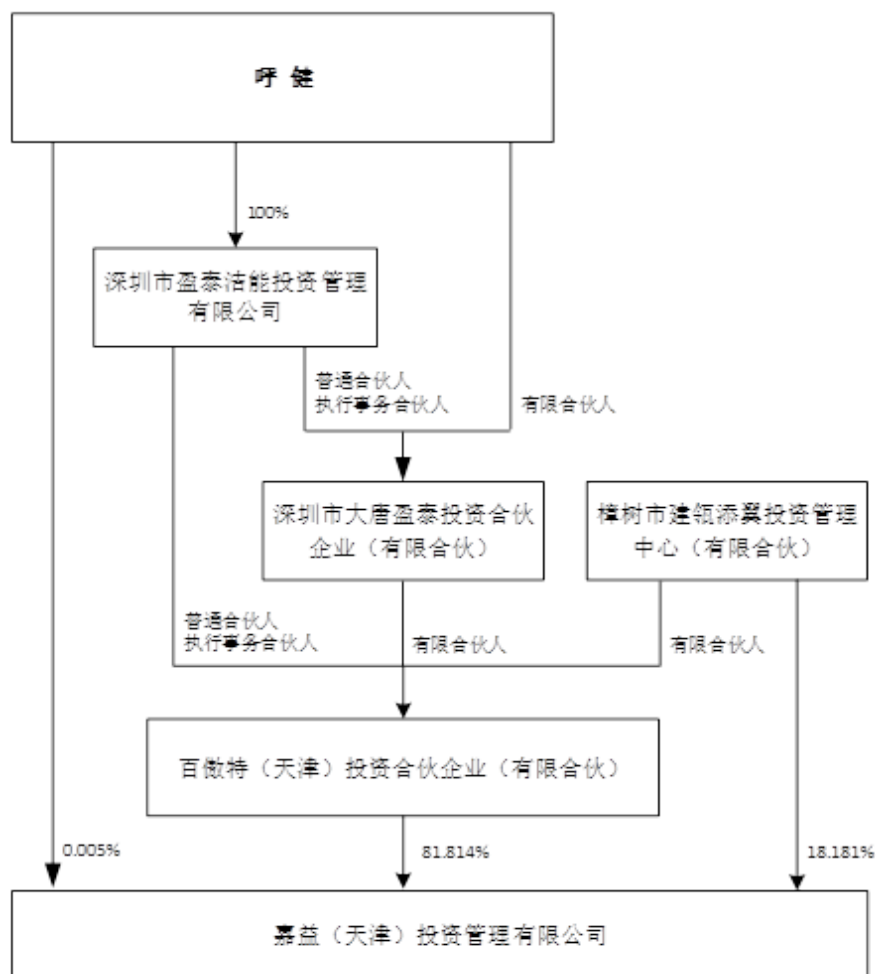 呼 健
100%
深圳市盈泰洁能投资管理
有限公司
普通合伙人
执行事务合伙人
有限合伙人
深圳市大唐盈泰投资合伙
企业（有限合伙）
樟树市建瓴添翼投资管理
中心（有限合伙）
普通合伙人
执行事务合伙人
有限合伙人
有限合伙人
百傲特（天津）投资合伙企业（有限合伙）
0.005%
81.814%
18.181%
嘉益（天津）投资管理有限公司